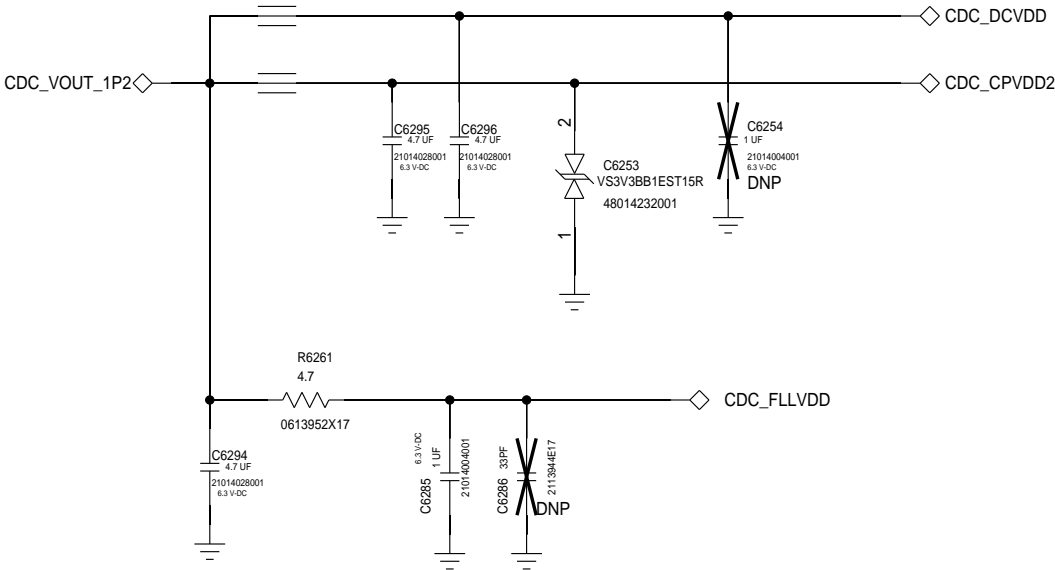 CDC_DCVDD
CDC_VOUT_1P2
CDC_CPVDD2
C6295
4.7 UF
21014028001
6.3 V-DC
C6296
4.7 UF
21014028001
6.3 V-DC
2
C6253
VS3V3BB1EST15R
48014232001
1
C6254
1 UF
21014004001
6.3 V-DC
DNP
R6261
4.7
0613952X17
CDC_FLLVDD
C6294
4.7 UF
21014028001
6.3 V-DC
6.3 V-DC
1 UF
C6285
21014004001
33PF
C6286
2113944E17
DNP